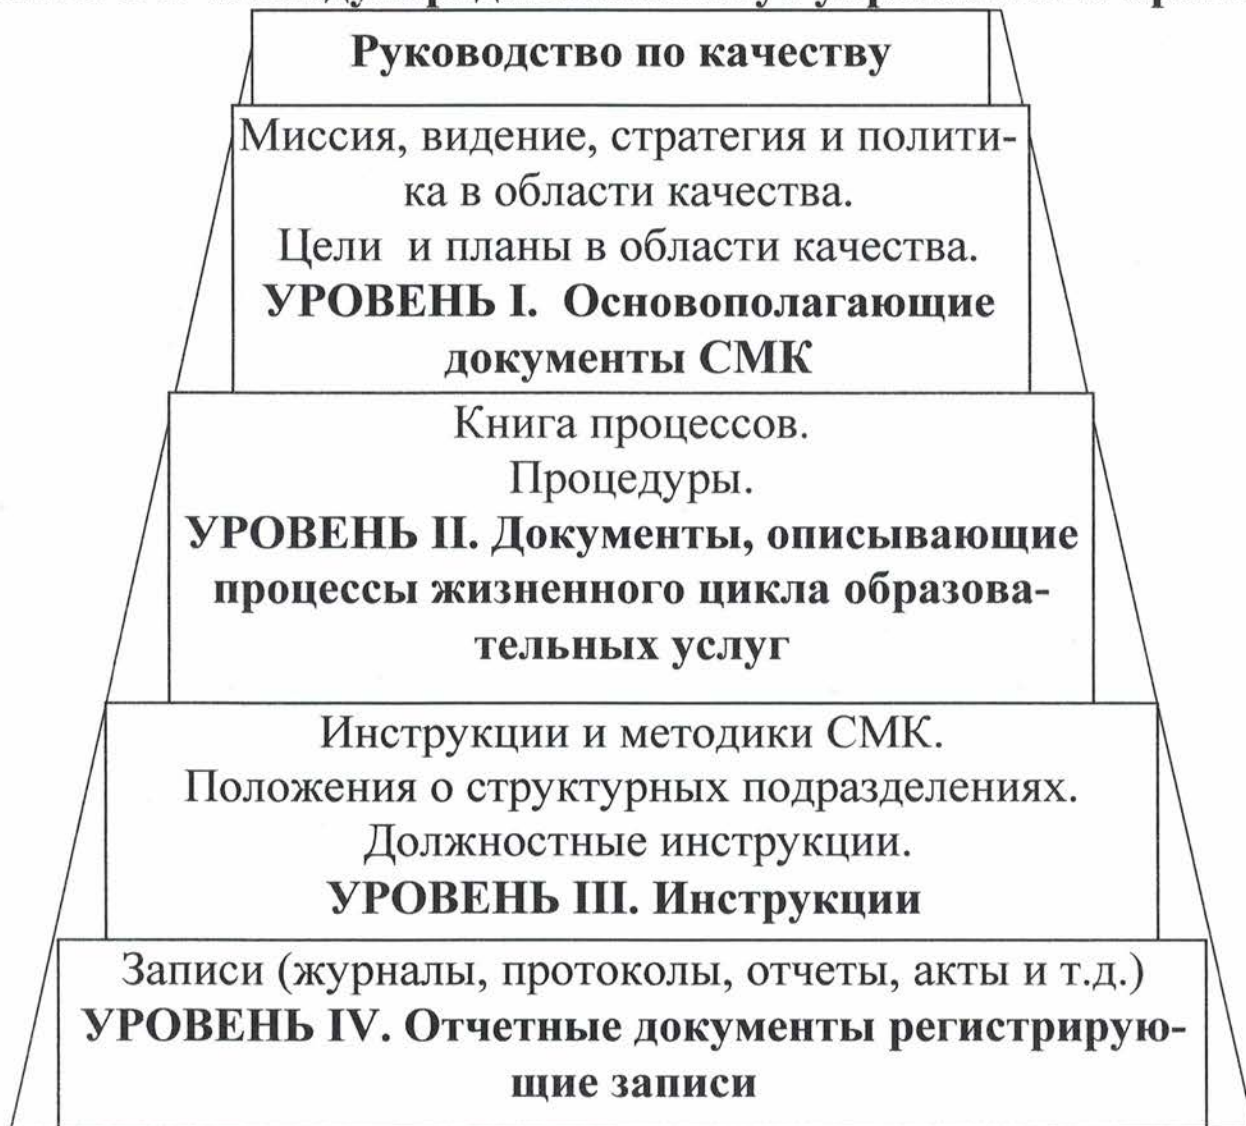 Руководство по качеству
Миссия, видение, стратегия и полити-
ка в области качества.
Цели и планы в области качества.
УРОВЕНЬ I. Основополагающие
документы СМК
Книга процессов.
Процедуры.
УРОВЕНЬ II. Документы, описывающие
процессы жизненного цикла образова-
тельных услуг
Инструкции и методики СМК.
Положения о структурных подразделениях.
Должностные инструкции.
УРОВЕНЬ III. Инструкции
Записи (журналы, протоколы, отчеты, акты и т.д.)
УРОВЕНЬ IV. Отчетные документы регистрирую-
щие записи